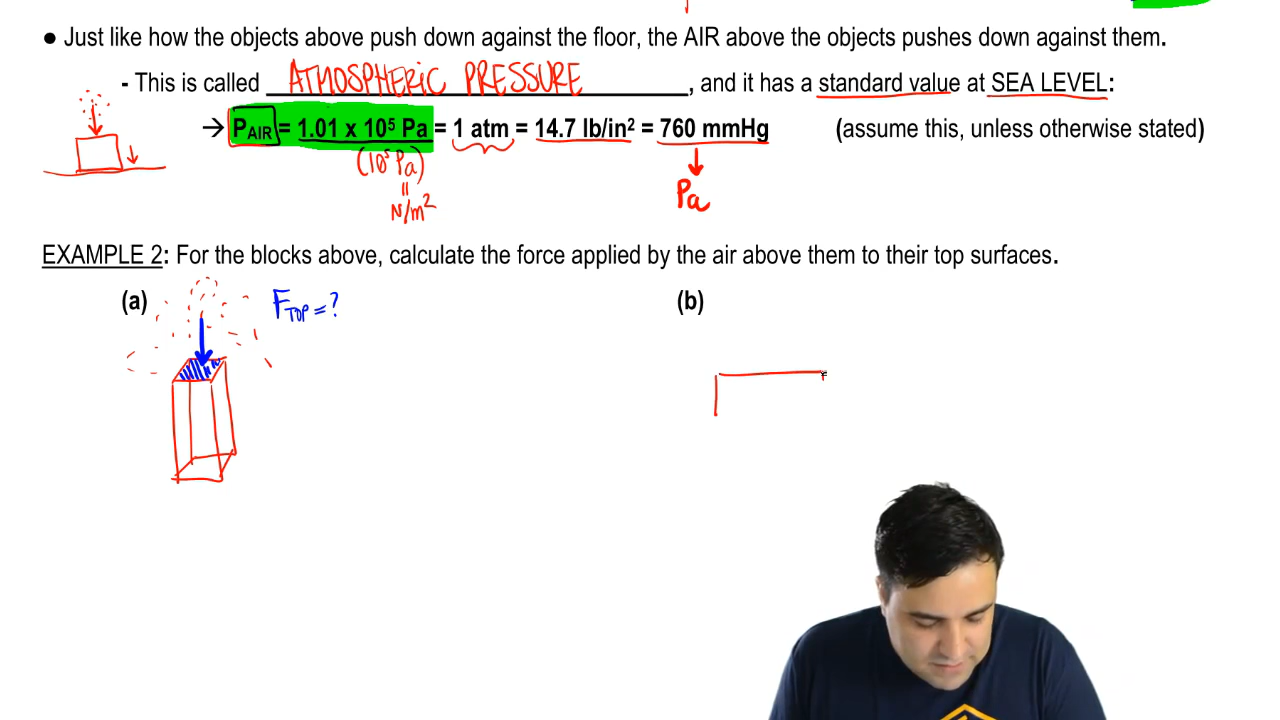 ● Just like how the objects above push down against the floor, the AIR above the objects pushes down against them.
- This is called ATMOSPHERIC PRESSURE, and it has a standard value at SEA LEVEL:
→ PAIR = 1.01 x 10⁵ Pa = 1 atm = 14.7 lb/in² = 760 mmHg (assume this, unless otherwise stated)
(10⁵ Pa)
=
N/m²
Pa
EXAMPLE 2: For the blocks above, calculate the force applied by the air above them to their top surfaces.
(a) FTOP = ?
(b)